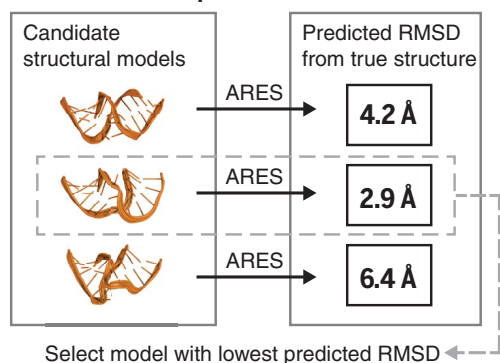 Candidate
structural models
Predicted RMSD
from true structure
ARES
4.2 Å
ARES
2.9 Å
ARES
6.4 Å
Select model with lowest predicted RMSD